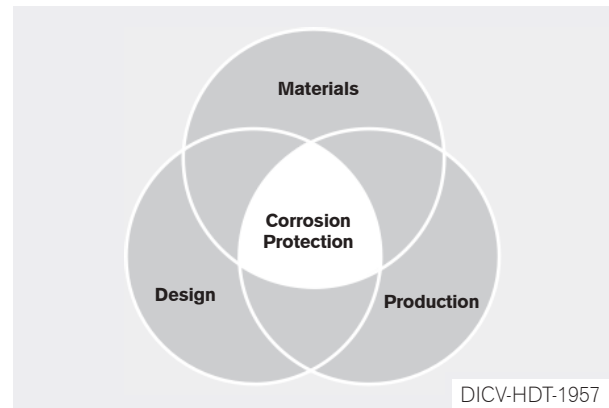 Materials
Corrosion
Protection
Design
Production
DICV-HDT-1957